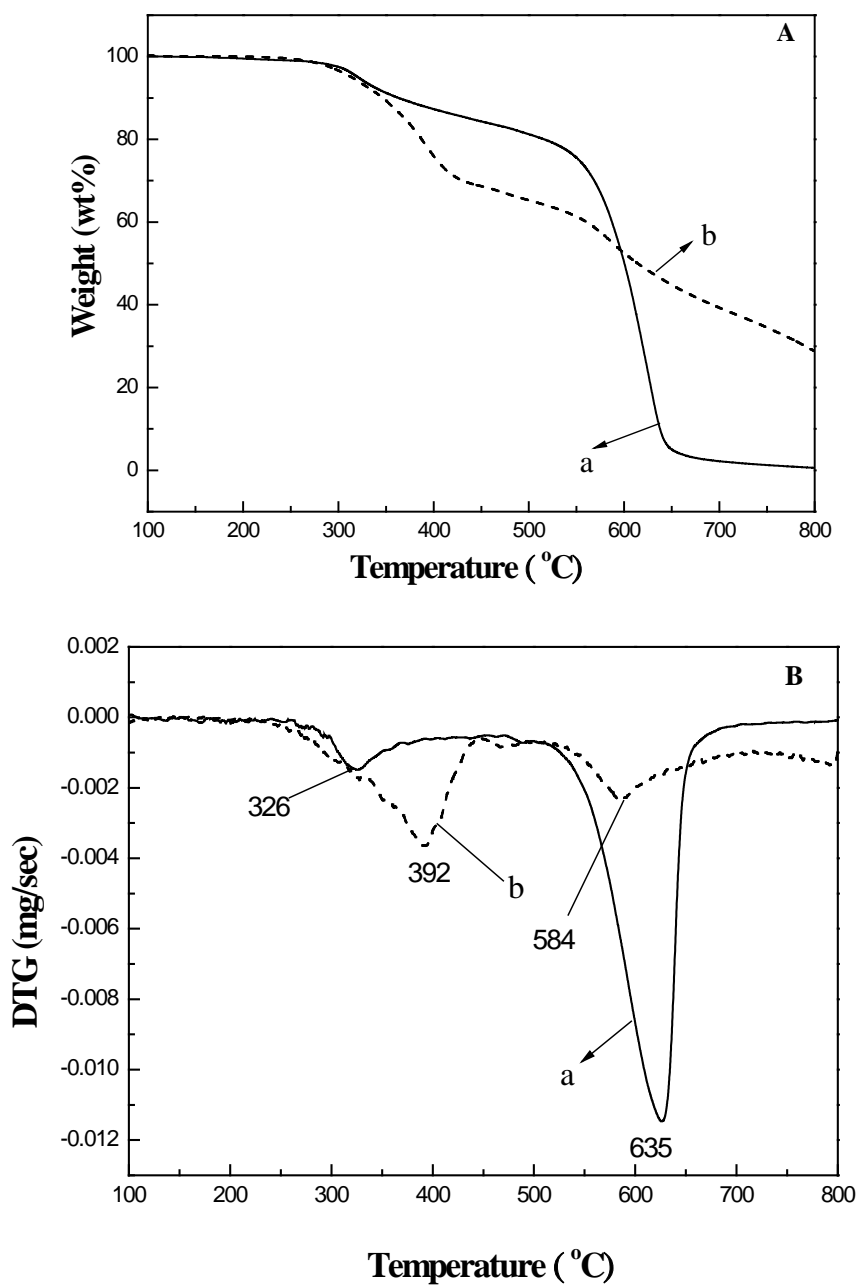 A
100
80
60
40
20
0
Weight (wt%)
b
a
100 200 300 400 500 600 700 800
Temperature ( °C)
B
0.002
0.000
-0.002
-0.004
-0.006
-0.008
-0.010
-0.012
DTG (mg/sec)
326
392
b
584
a
635
100 200 300 400 500 600 700 800
Temperature ( °C)